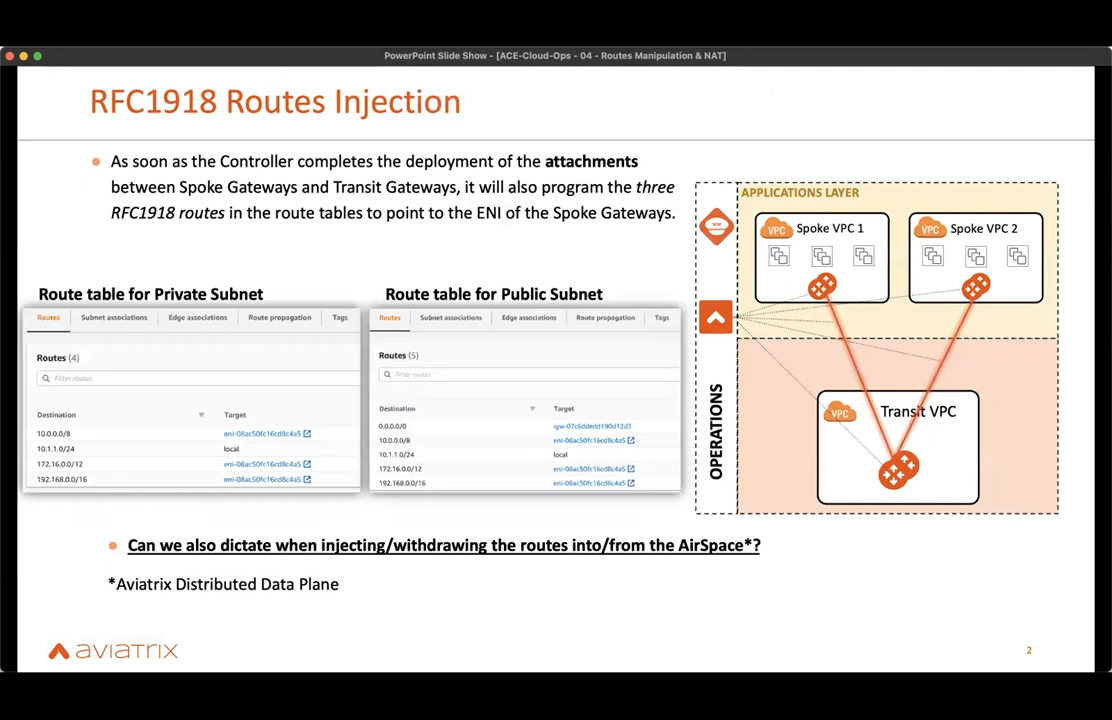 PowerPoint Slide Show - [ACE-Cloud-Ops - 04 - Routes Manipulation & NAT]
RFC1918 Routes Injection
As soon as the Controller completes the deployment of the attachments
between Spoke Gateways and Transit Gateways, it will also program the three
RFC1918 routes in the route tables to point to the ENI of the Spoke Gateways.
Route table for Private Subnet
Routes Subnet associations Edge associations Route propagation Tags
Routes (4)
Filter routes
Destination Target
10.0.0.0/8 eni-08ac50fc16cd8c4a5
10.1.1.0/24 local
172.16.0.0/12 eni-08ac50fc16cd8c4a5
192.168.0.0/16 eni-08ac50fc16cd8c4a5
Route table for Public Subnet
Routes Subnet associations Edge associations Route propagation Tags
Routes (5)
Filter routes
Destination Target
0.0.0.0/0 igw-07c6ddedd190d12d3
10.0.0.0/8 eni-08ac50fc16cd8c4a5
10.1.1.0/24 local
172.16.0.0/12 eni-08ac50fc16cd8c4a5
192.168.0.0/16 eni-08ac50fc16cd8c4a5
APPLICATIONS LAYER
VPC Spoke VPC 1
VPC Spoke VPC 2
OPERATIONS
VPC Transit VPC
Can we also dictate when injecting/withdrawing the routes into/from the AirSpace*?
*Aviatrix Distributed Data Plane
aviatrix
2